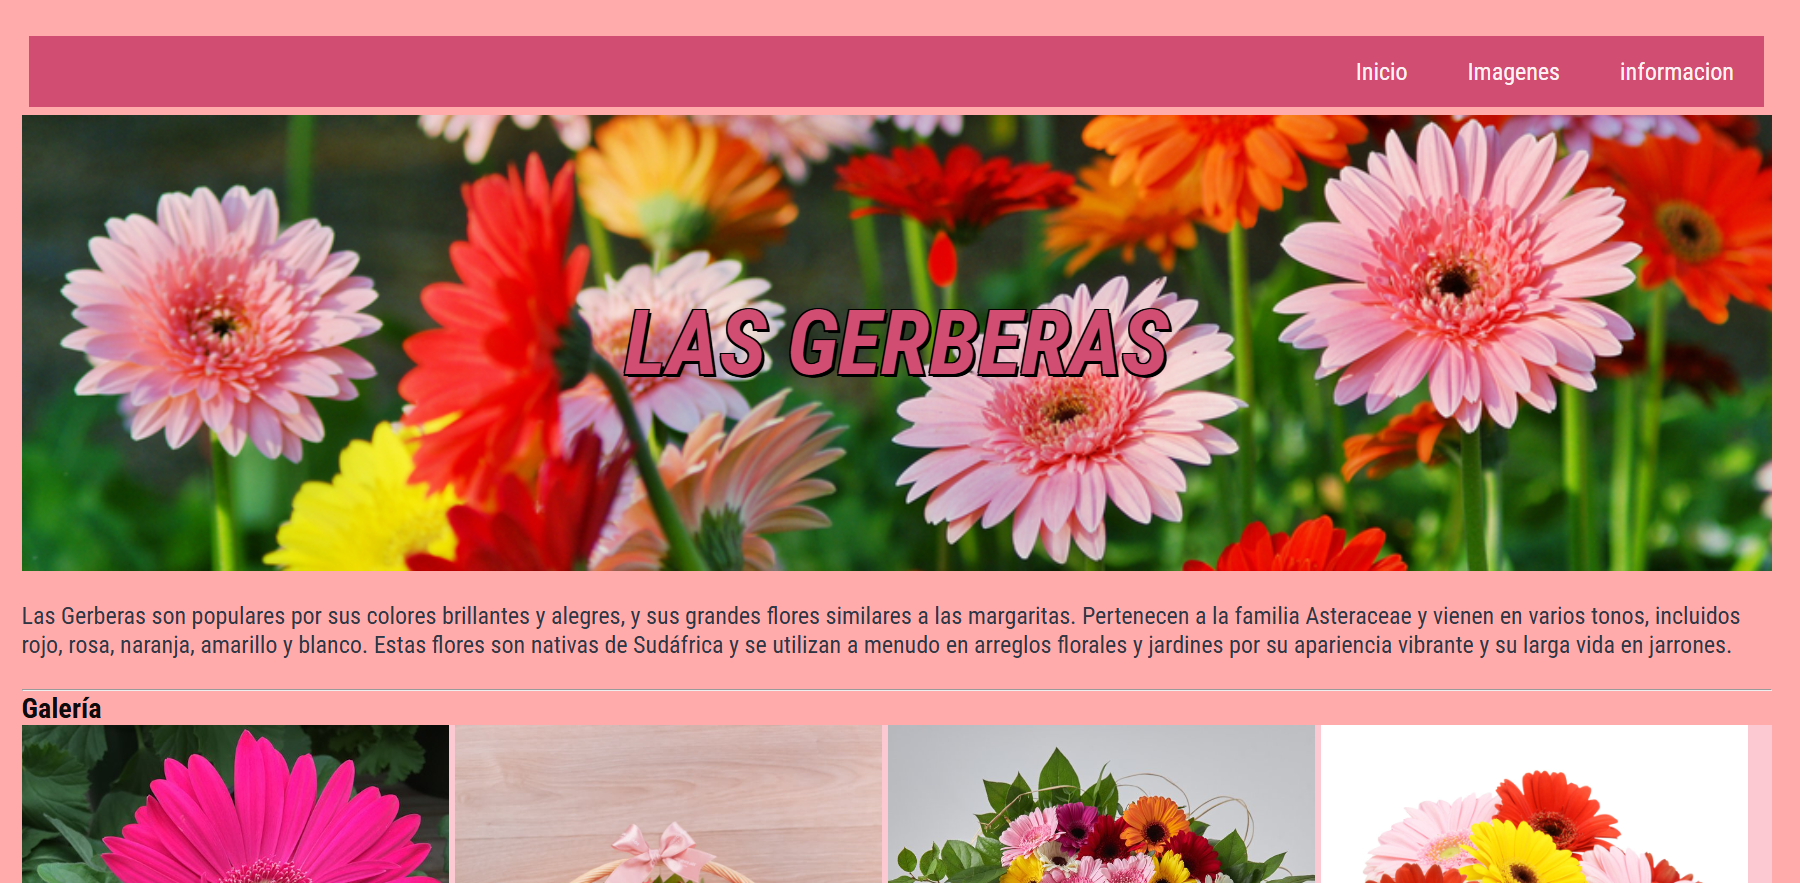 Inicio Imagenes informacion
LAS GERBERAS
Las Gerberas son populares por sus colores brillantes y alegres, y sus grandes flores similares a las margaritas. Pertenecen a la familia Asteraceae y vienen en varios tonos, incluidos
rojo, rosa, naranja, amarillo y blanco. Estas flores son nativas de Sudáfrica y se utilizan a menudo en arreglos florales y jardines por su apariencia vibrante y su larga vida en jarrones.
Galería